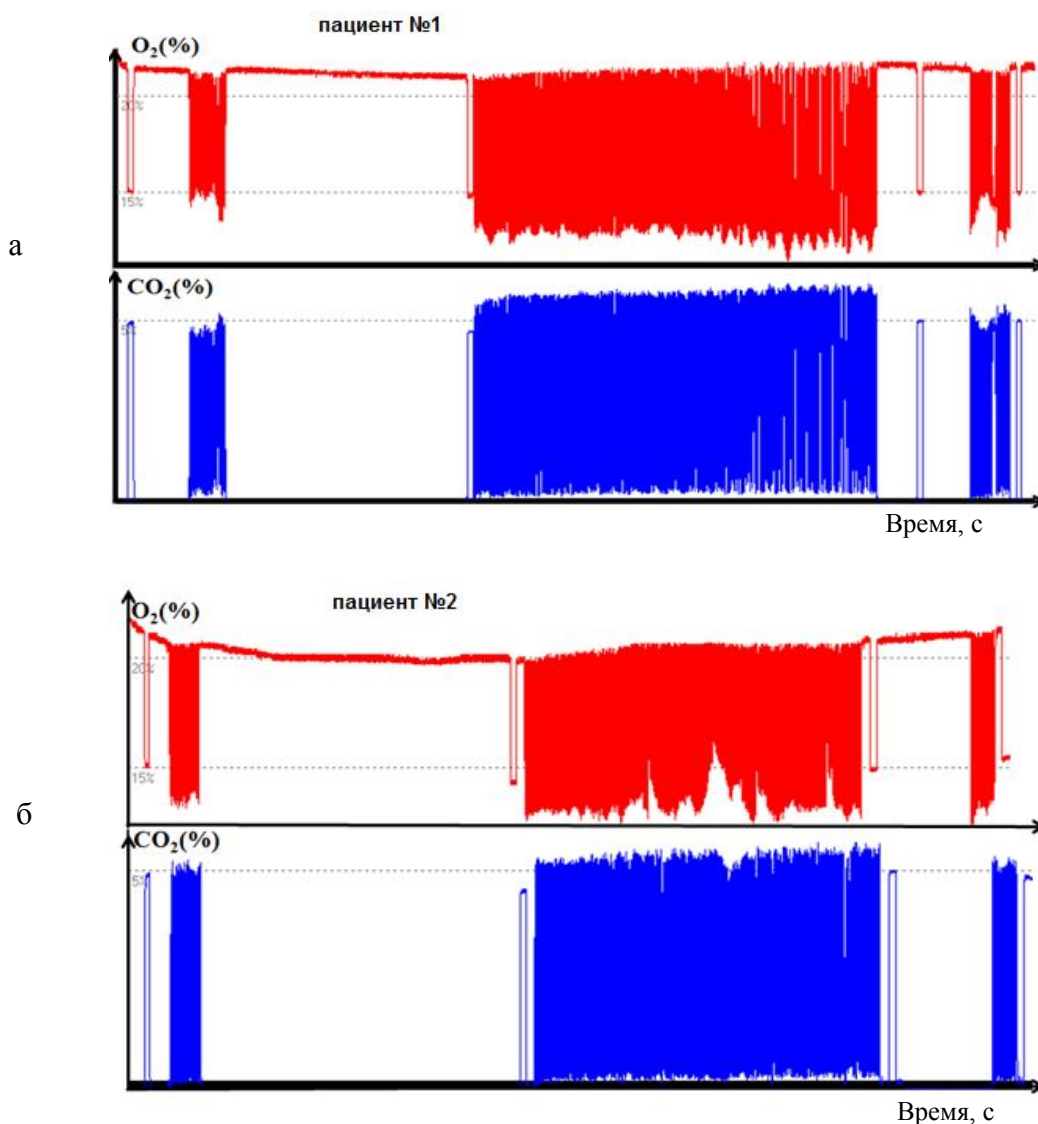 пациент №1
O₂(%)
20%
15%
а
CO₂(%)
5%
Время, с
пациент №2
O₂(%)
20%
15%
б
CO₂(%)
5%
Время, с